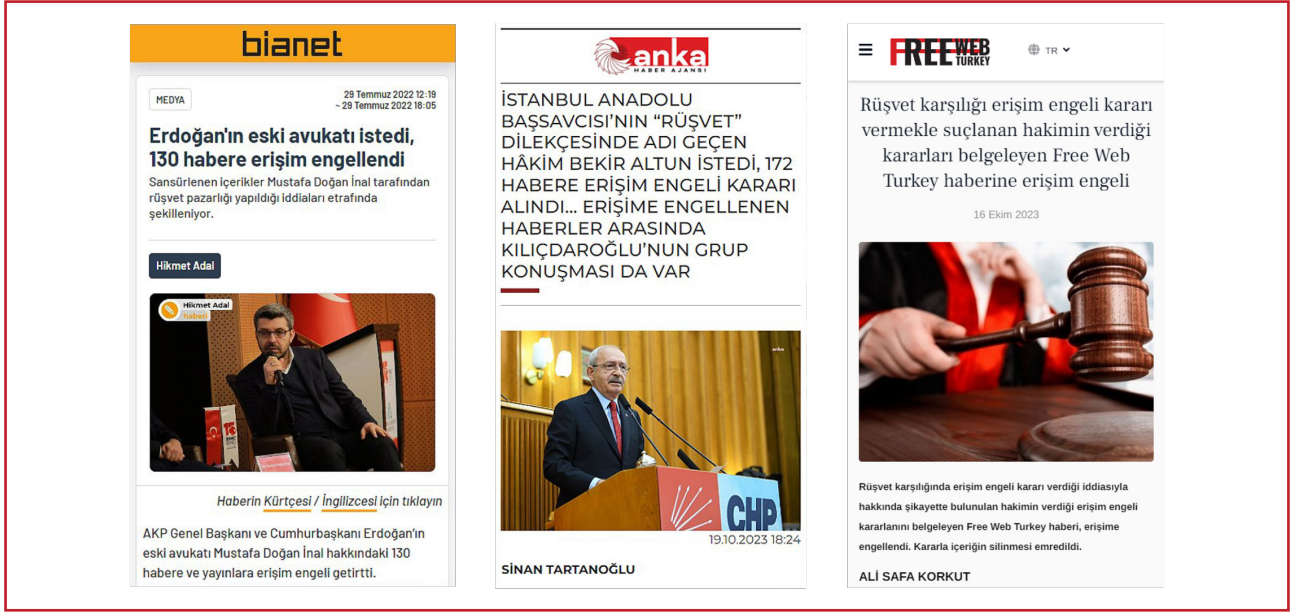 bianet
MEDYA
29 Temmuz 2022 12:19
~ 29 Temmuz 2022 18:05
Erdoğan'ın eski avukatı istedi,
130 habere erişim engellendi
Sansürlenen içerikler Mustafa Doğan İnal tarafından
rüşvet pazarlığı yapıldığı iddiaları etrafında
şekilleniyor.
Hikmet Adal
Hikmet Adal
haberi
Haberin Kürtçesi / İngilizcesi için tıklayın
AKP Genel Başkanı ve Cumhurbaşkanı Erdoğan'ın
eski avukatı Mustafa Doğan İnal hakkındaki 130
habere ve yayınlara erişim engeli getirtti.
anka
HABER AJANSI
İSTANBUL ANADOLU
BAŞSAVCISI'NIN “RÜŞVET”
DİLEKÇESİNDE ADI GEÇEN
HÂKİM BEKİR ALTUN İSTEDİ, 172
HABERE ERİŞİM ENGELİ KARARI
ALINDI... ERİŞİME ENGELLENEN
HABERLER ARASINDA
KILIÇDAROĞLU'NUN GRUP
KONUŞMASI DA VAR
anka
CHP
19.10.2023 18:24
SİNAN TARTANOĞLU
FREE WEB
TURKEY
TR
Rüşvet karşılığı erişim engeli kararı
vermekle suçlanan hakimin verdiği
kararları belgeleyen Free Web
Turkey haberine erişim engeli
16 Ekim 2023
Rüşvet karşılığında erişim engeli kararı verdiği iddiasıyla
hakkında şikayette bulunulan hakimin verdiği erişim engeli
kararlarını belgeleyen Free Web Turkey haberi, erişime
engellendi. Kararla içeriğin silinmesi emredildi.
ALİ SAFA KORKUT